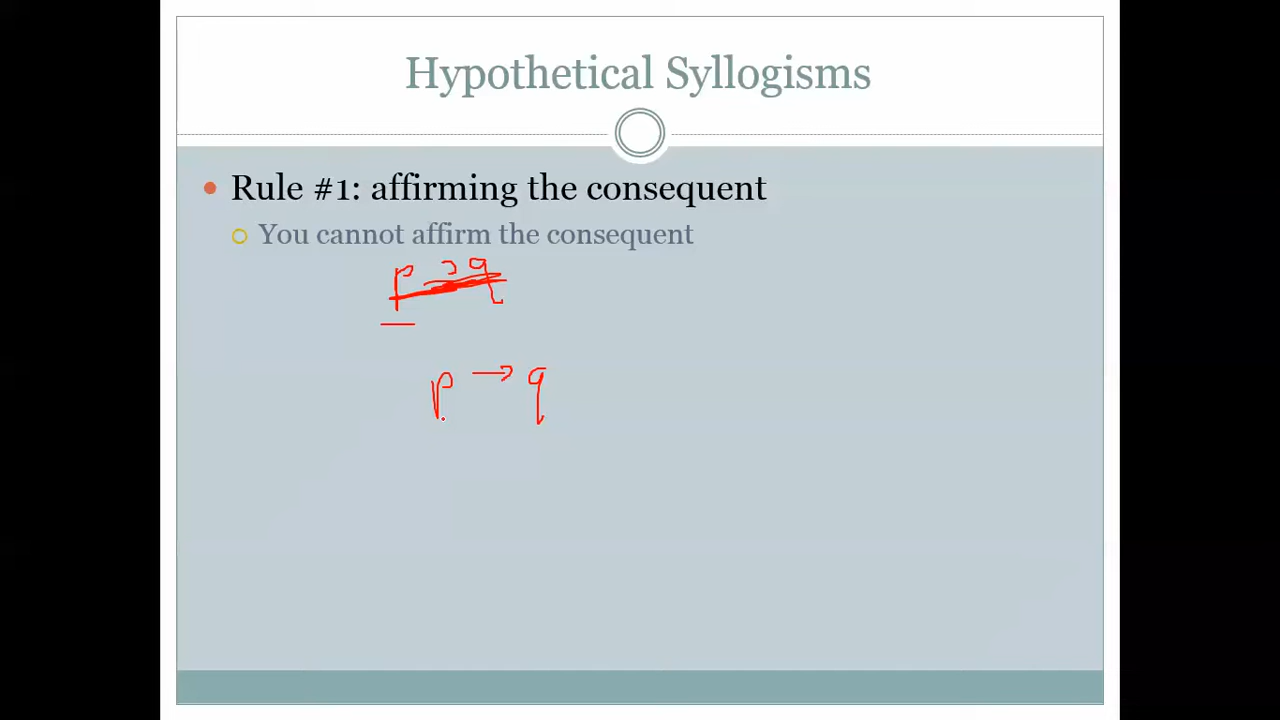 Hypothetical Syllogisms
Rule #1: affirming the consequent
You cannot affirm the consequent
p ⊃ q
p → q